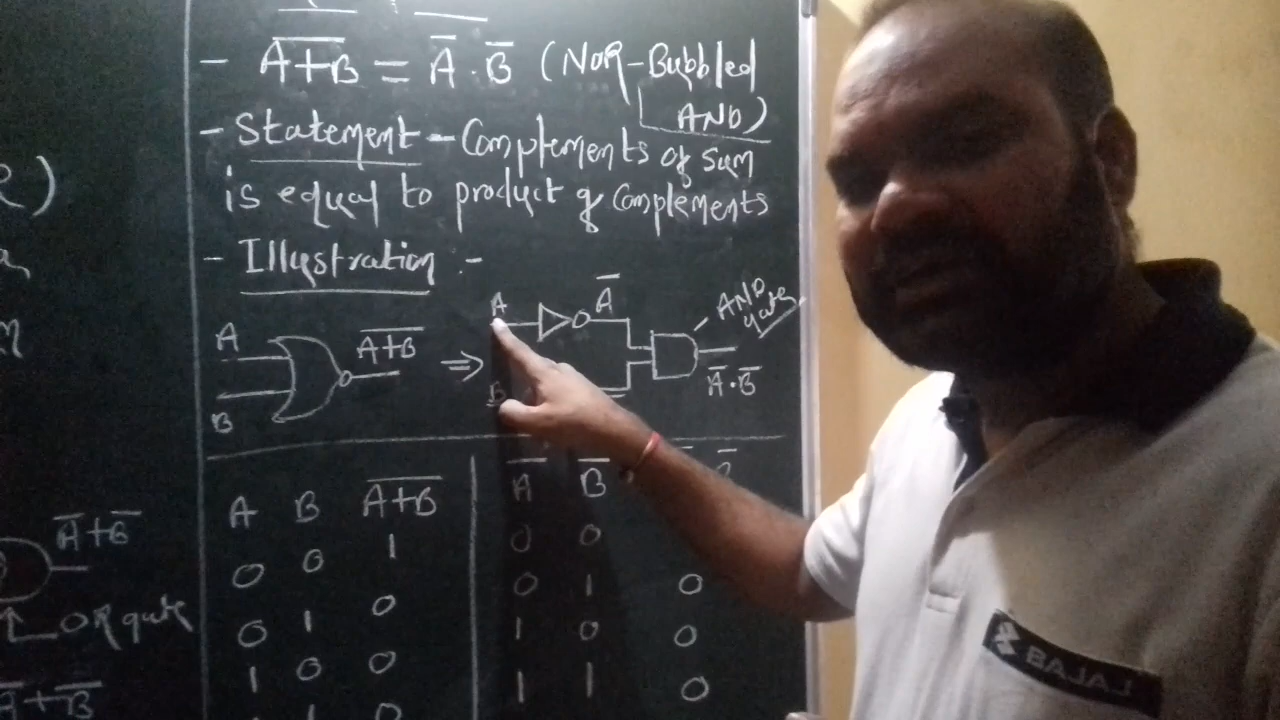 R)
- A̅+̅B̅ = A̅ . B̅ (NOR-Bubbled
AND)
- Statement - Complements of sum
is equal to product of Complements
- Illustration :-
A A̅+̅B̅ ⇒ A A̅ AND gate
B B A̅.B̅
A B A̅+̅B̅ A̅ B̅
0 0 1 0 0
0 1 0 0 1 0
1 0 0 1 0 0
1 0 1 1 0
A̅+B̅
OR gate
A̅+B̅
BAJAJ